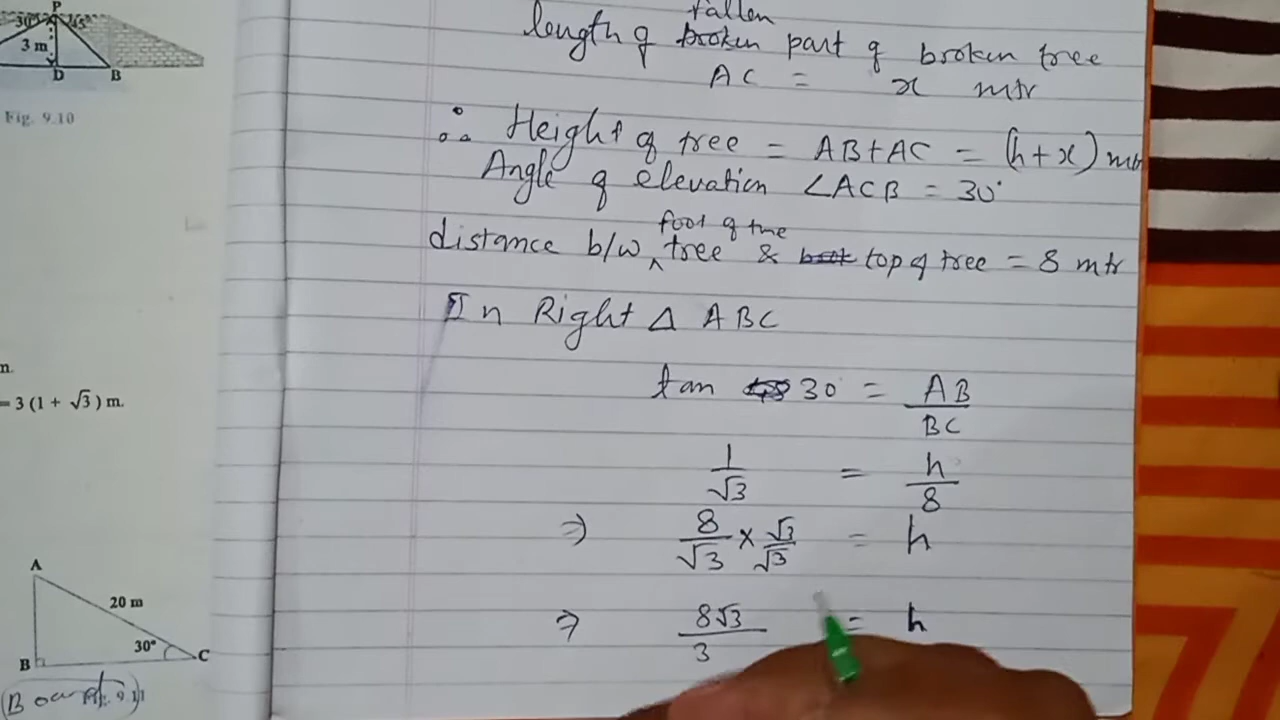 P
30° 45°
3 m
D B
Fig. 9.10
n.
= 3 (1 + √3) m.
A
20 m
30°
B C
fallen
length of broken part of broken tree
AC = x mtr
∴ Height of tree = AB+AC = (h+x) mtr
Angle of elevation ∠ACB = 30°
foot of the
distance b/w ^ tree & top of tree = 8 mtr
In Right Δ ABC
tan 30 = AB/BC
1/√3 = h/8
⇒ 8/√3 × √3/√3 = h
⇒ 8√3/3 = h